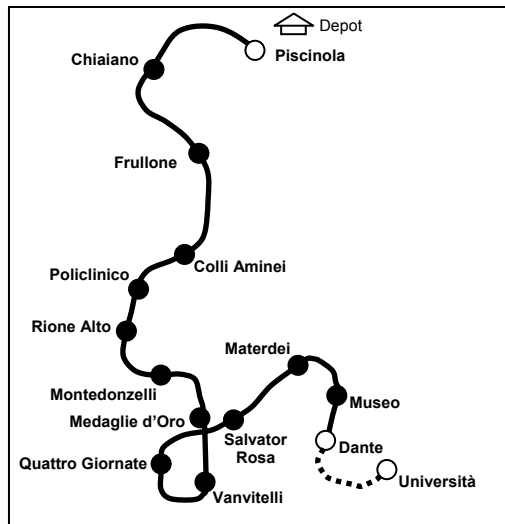 Depot
Piscinola
Chiaiano
Frullone
Colli Aminei
Policlinico
Rione Alto
Materdei
Montedonzelli
Museo
Medaglie d'Oro
Salvator
Rosa
Dante
Quattro Giornate
Università
Vanvitelli